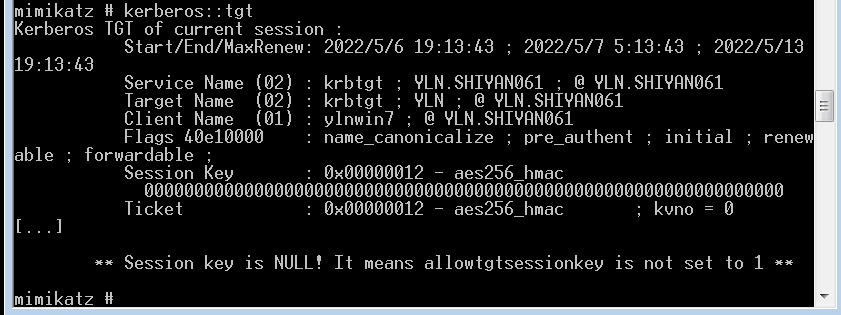 mimikatz # kerberos::tgt
Kerberos TGT of current session :
Start/End/MaxRenew: 2022/5/6 19:13:43 ; 2022/5/7 5:13:43 ; 2022/5/13
19:13:43
Service Name (02) : krbtgt ; YLN.SHIYAN061 ; @ YLN.SHIYAN061
Target Name  (02) : krbtgt ; YLN ; @ YLN.SHIYAN061
Client Name  (01) : ylnwin7 ; @ YLN.SHIYAN061
Flags 40e10000    : name_canonicalize ; pre_authent ; initial ; renew
able ; forwardable ;
Session Key       : 0x00000012 - aes256_hmac
0000000000000000000000000000000000000000000000000000000000000000
Ticket            : 0x00000012 - aes256_hmac       ; kvno = 0
[...]
** Session key is NULL! It means allowtgtsessionkey is not set to 1 **
mimikatz #